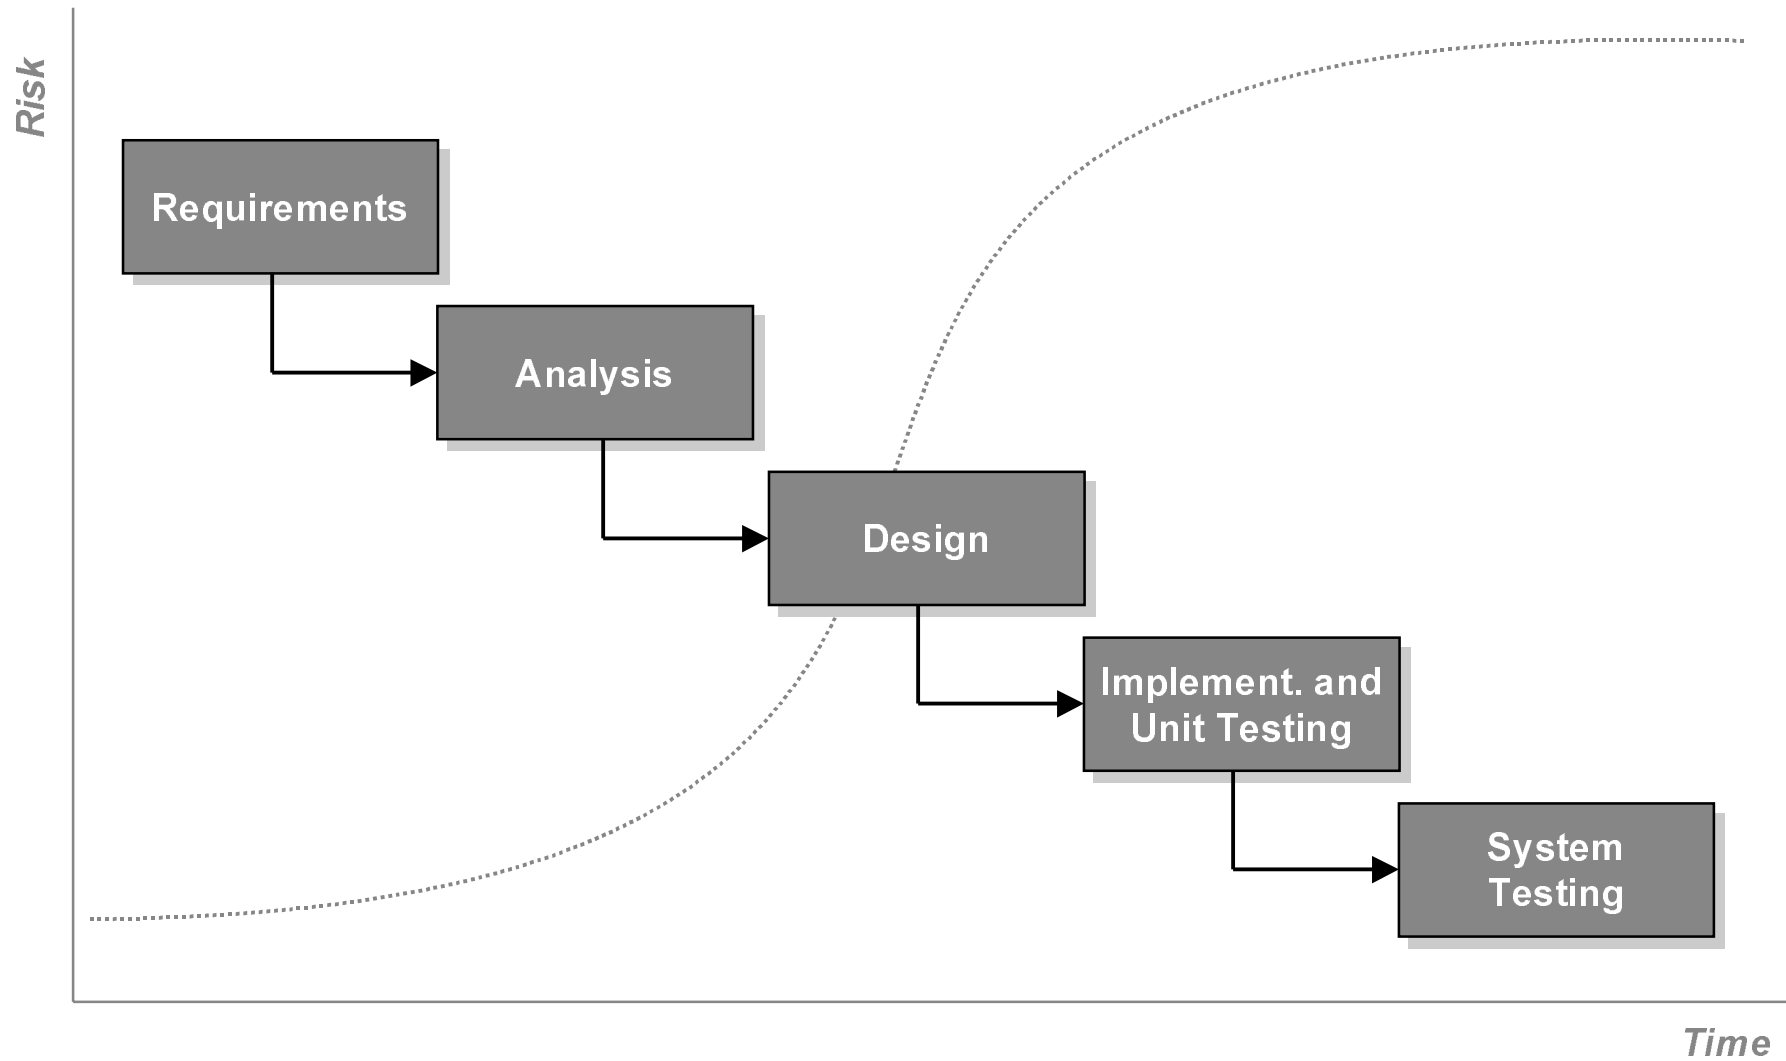 Risk
Requirements
Analysis
Design
Implement. and
Unit Testing
System
Testing
Time